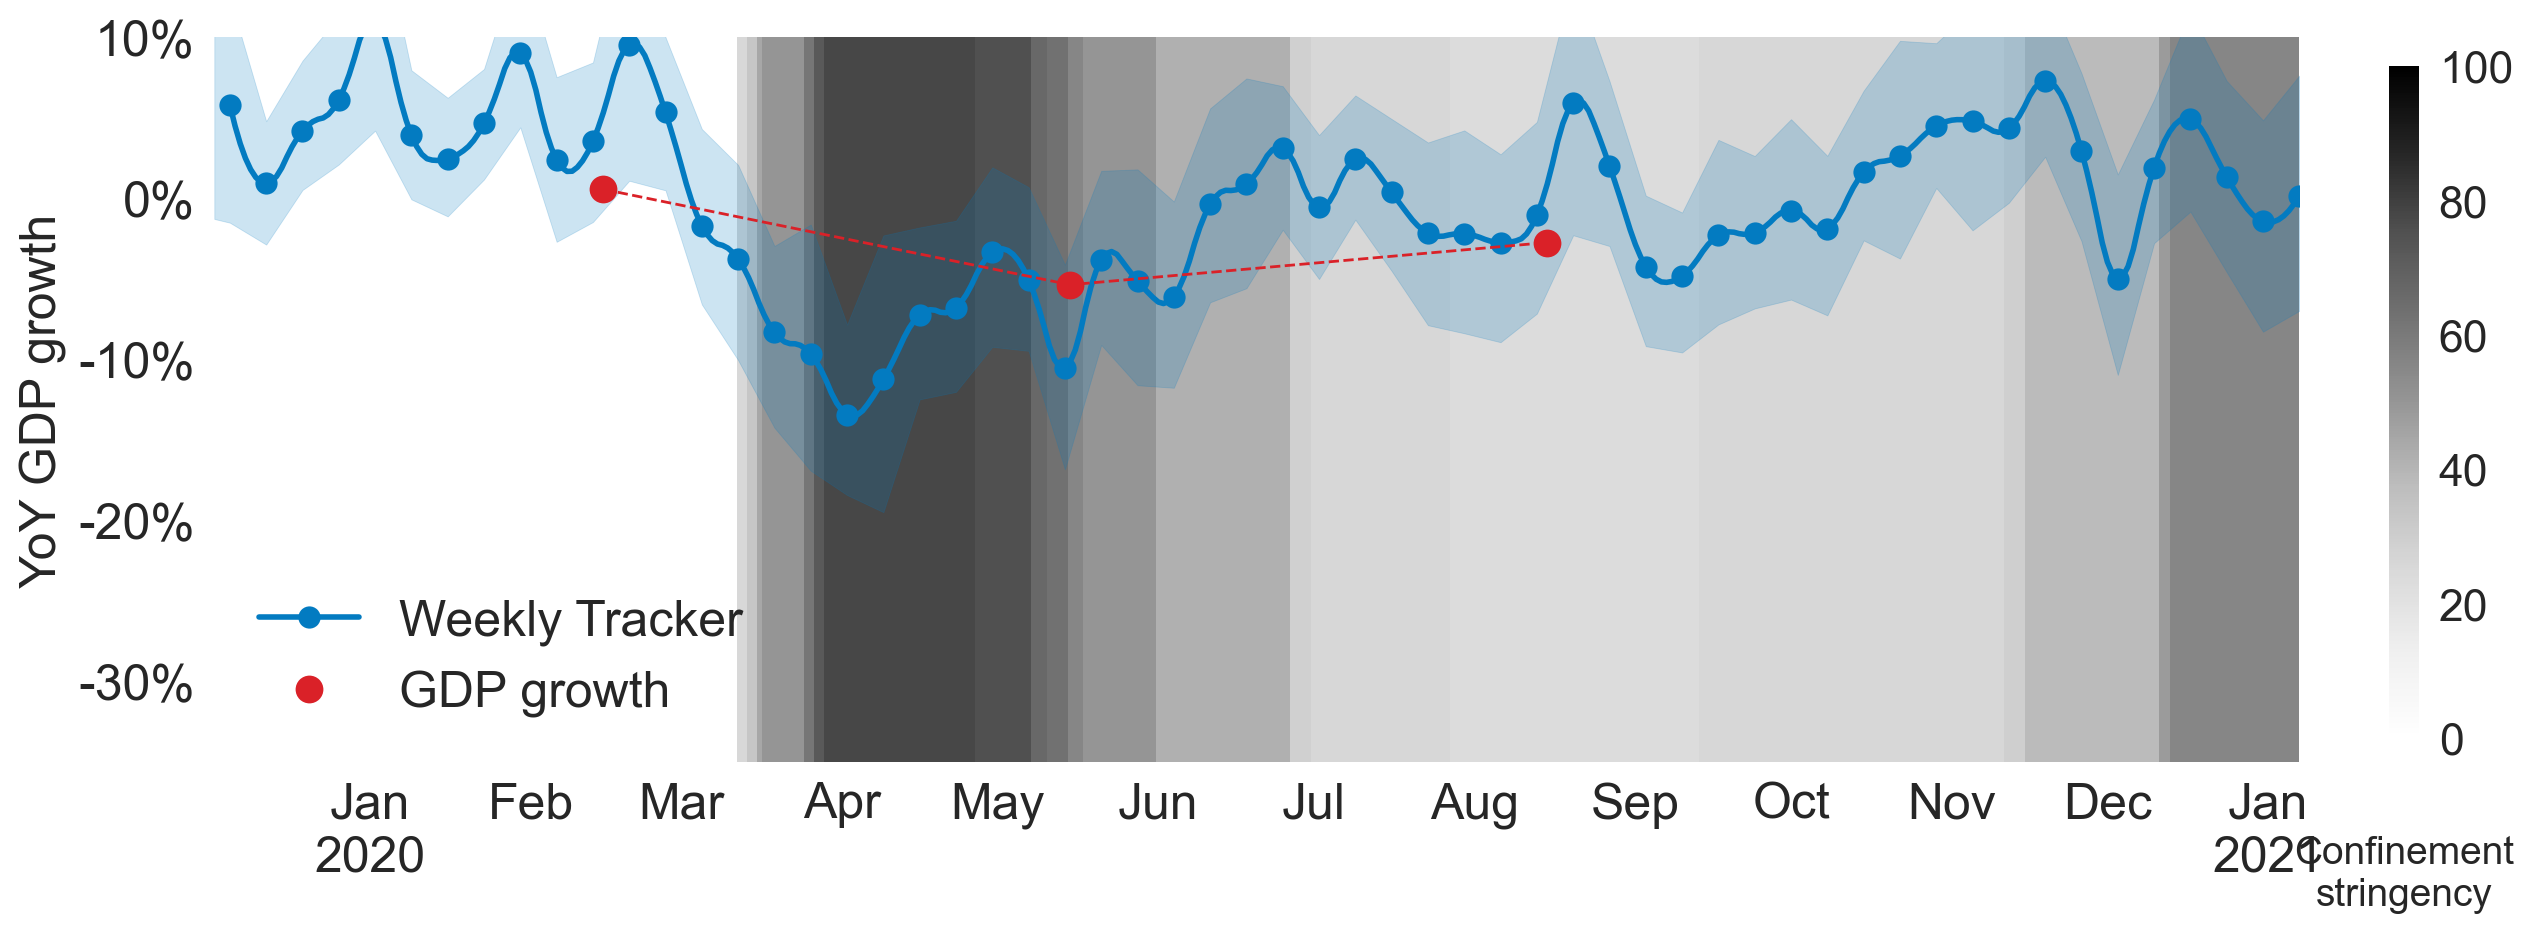 10%
0%
-10%
-20%
-30%
YoY GDP growth
Weekly Tracker
GDP growth
Jan Feb Mar Apr May Jun Jul Aug Sep Oct Nov Dec Jan
2020 2021
100
80
60
40
20
0
Confinement
stringency